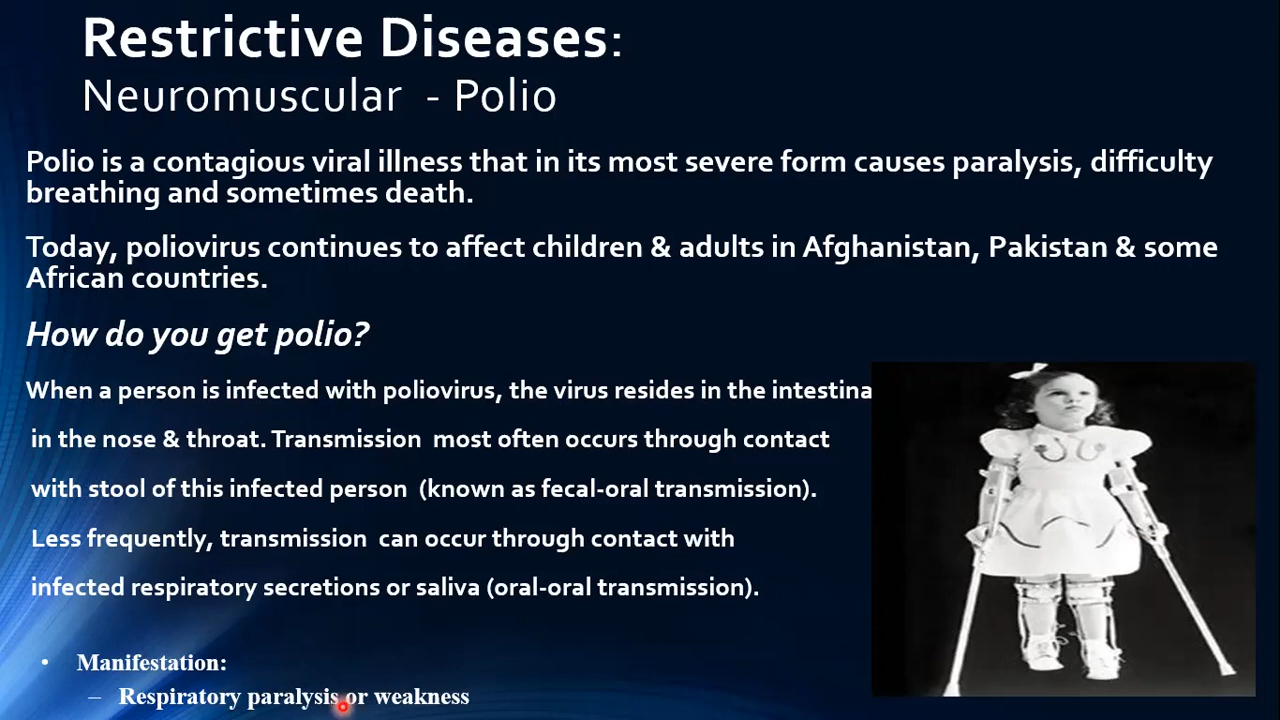 Restrictive Diseases:
Neuromuscular - Polio
Polio is a contagious viral illness that in its most severe form causes paralysis, difficulty
breathing and sometimes death.
Today, poliovirus continues to affect children & adults in Afghanistan, Pakistan & some
African countries.
How do you get polio?
When a person is infected with poliovirus, the virus resides in the intestina
in the nose & throat. Transmission most often occurs through contact
with stool of this infected person (known as fecal-oral transmission).
Less frequently, transmission can occur through contact with
infected respiratory secretions or saliva (oral-oral transmission).
• Manifestation:
– Respiratory paralysis or weakness